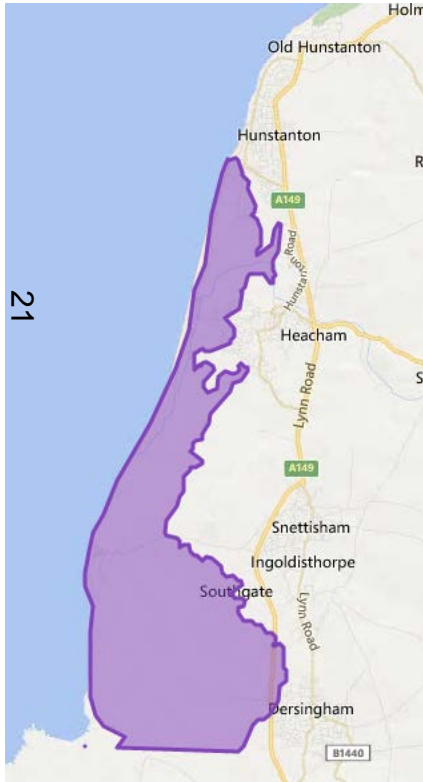 Holm
Old Hunstanton
Hunstanton
R
A149
Hunstanton Road
Heacham
Lynn Road
S
A149
21
Snettisham
Ingoldisthorpe
Southgate
Lynn Road
Dersingham
B1440